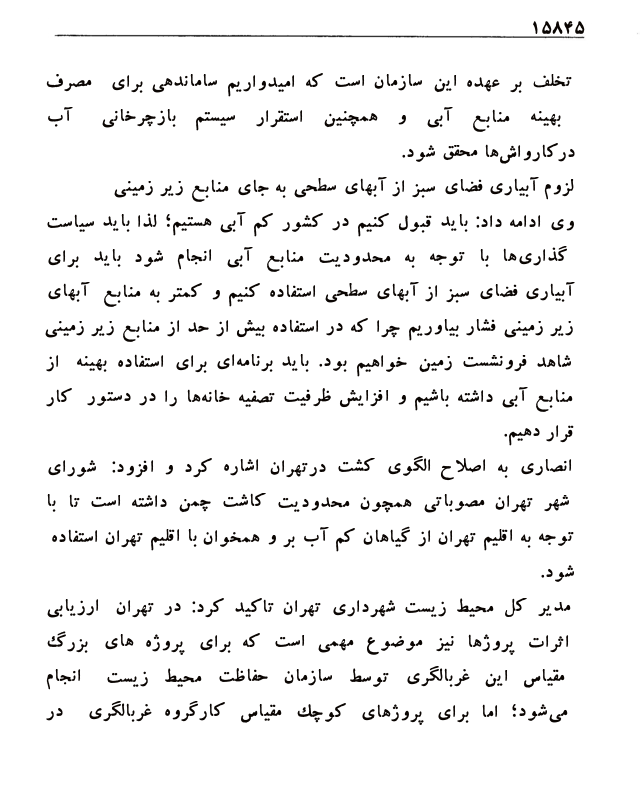 ۱۵۸۴۵
تخلف بر عهده این سازمان است که امیدواریم ساماندهی برای مصرف
بهینه منابع آبی و همچنین استقرار سیستم بازچرخانی آب
درکارواش‌ها محقق شود.
لزوم آبیاری فضای سبز از آبهای سطحی به جای منابع زیر زمینی
وی ادامه داد: باید قبول کنیم در کشور کم آبی هستیم؛ لذا باید سیاست
گذاری‌ها با توجه به محدودیت منابع آبی انجام شود باید برای
آبیاری فضای سبز از آبهای سطحی استفاده کنیم و کمتر به منابع آبهای
زیر زمینی فشار بیاوریم چرا که در استفاده بیش از حد از منابع زیر زمینی
شاهد فرونشست زمین خواهیم بود. باید برنامه‌ای برای استفاده بهینه از
منابع آبی داشته باشیم و افزایش ظرفیت تصفیه خانه‌ها را در دستور کار
قرار دهیم.
انصاری به اصلاح الگوی کشت درتهران اشاره کرد و افزود: شورای
شهر تهران مصوباتی همچون محدودیت کاشت چمن داشته است تا با
توجه به اقلیم تهران از گیاهان کم آب بر و همخوان با اقلیم تهران استفاده
شود.
مدیر کل محیط زیست شهرداری تهران تاکید کرد: در تهران ارزیابی
اثرات پروژها نیز موضوع مهمی است که برای پروژه های بزرگ
مقیاس این غربالگری توسط سازمان حفاظت محیط زیست انجام
می‌شود؛ اما برای پروژهای کوچك مقیاس کارگروه غربالگری در